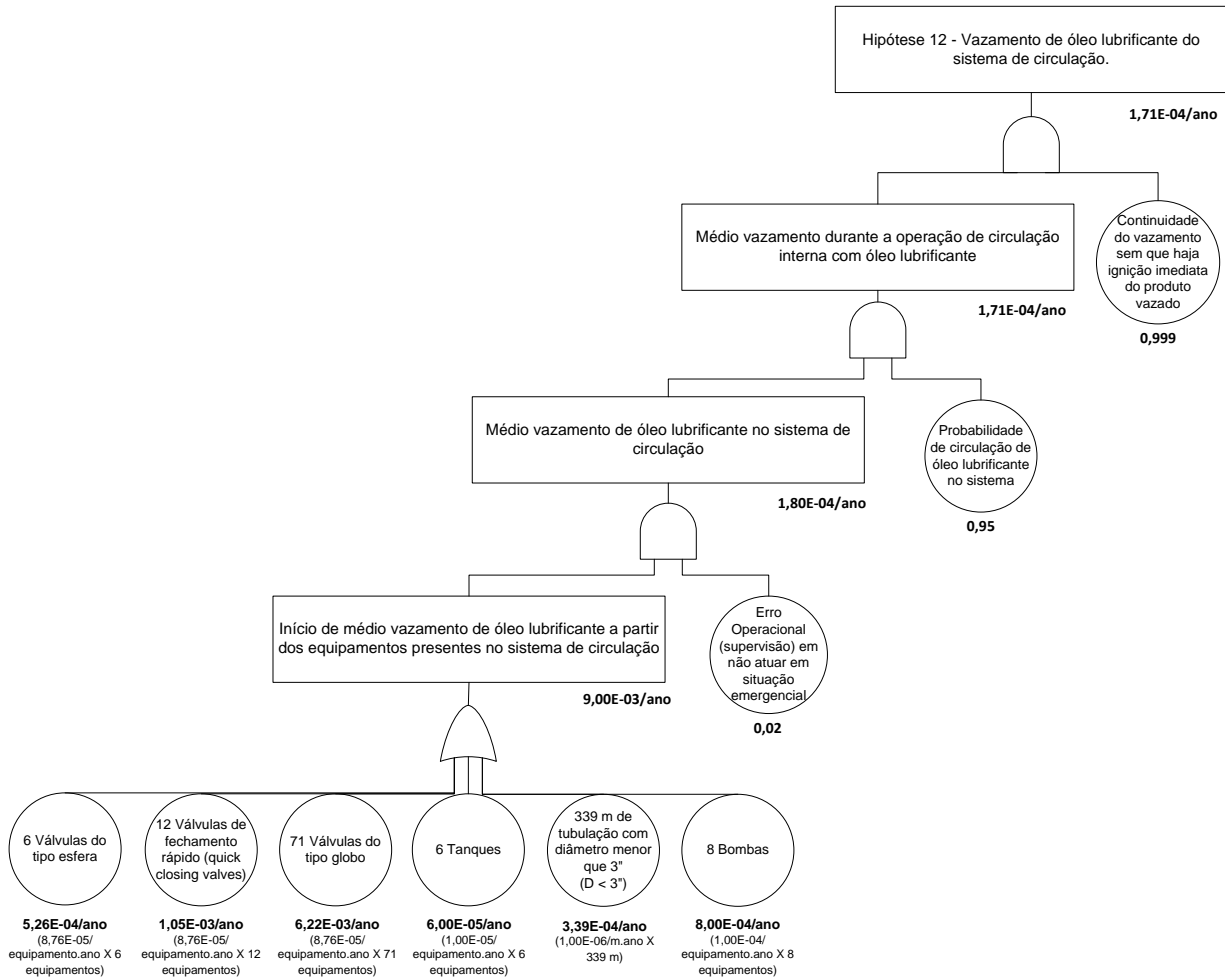 Hipótese 12 - Vazamento de óleo lubrificante do
sistema de circulação.
1,71E-04/ano
Médio vazamento durante a operação de circulação
interna com óleo lubrificante
1,71E-04/ano
Continuidade
do vazamento
sem que haja
ignição imediata
do produto
vazado
0,999
Médio vazamento de óleo lubrificante no sistema de
circulação
1,80E-04/ano
Probabilidade
de circulação de
óleo lubrificante
no sistema
0,95
Início de médio vazamento de óleo lubrificante a partir
dos equipamentos presentes no sistema de circulação
9,00E-03/ano
Erro
Operacional
(supervisão) em
não atuar em
situação
emergencial
0,02
6 Válvulas do
tipo esfera
5,26E-04/ano
(8,76E-05/
equipamento.ano X 6
equipamentos)
12 Válvulas de
fechamento
rápido (quick
closing valves)
1,05E-03/ano
(8,76E-05/
equipamento.ano X 12
equipamentos)
71 Válvulas do
tipo globo
6,22E-03/ano
(8,76E-05/
equipamento.ano X 71
equipamentos)
6 Tanques
6,00E-05/ano
(1,00E-05/
equipamento.ano X 6
equipamentos)
339 m de
tubulação com
diâmetro menor
que 3"
(D < 3")
3,39E-04/ano
(1,00E-06/m.ano X
339 m)
8 Bombas
8,00E-04/ano
(1,00E-04/
equipamento.ano X 8
equipamentos)